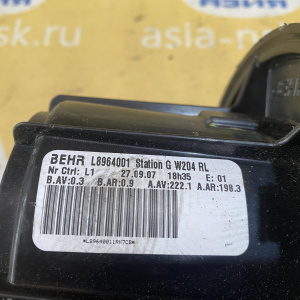 asia-
nsk.ru
BEHR L8964001 Station G W204 RL
Nr Ctrl: L1 27.09.07 18h35 E: 01
B.AV:0.3 B.AR:0.9 A.AV:222.1 A.AR:198.3